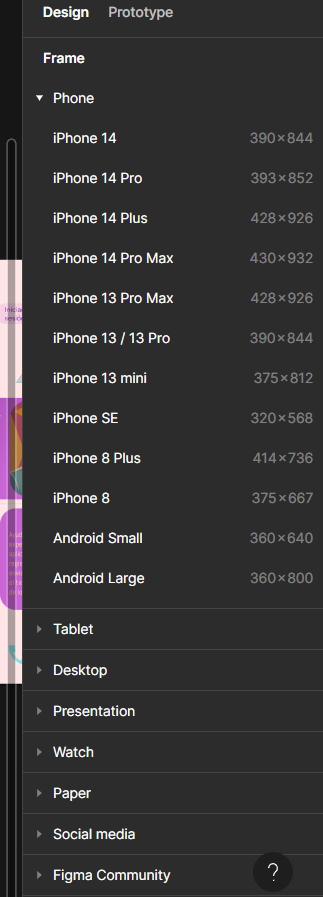 Design Prototype
Frame
Phone
iPhone 14 390×844
iPhone 14 Pro 393×852
iPhone 14 Plus 428×926
iPhone 14 Pro Max 430×932
iPhone 13 Pro Max 428×926
iPhone 13 / 13 Pro 390×844
iPhone 13 mini 375×812
iPhone SE 320×568
iPhone 8 Plus 414×736
iPhone 8 375×667
Android Small 360×640
Android Large 360×800
Tablet
Desktop
Presentation
Watch
Paper
Social media
Figma Community
?